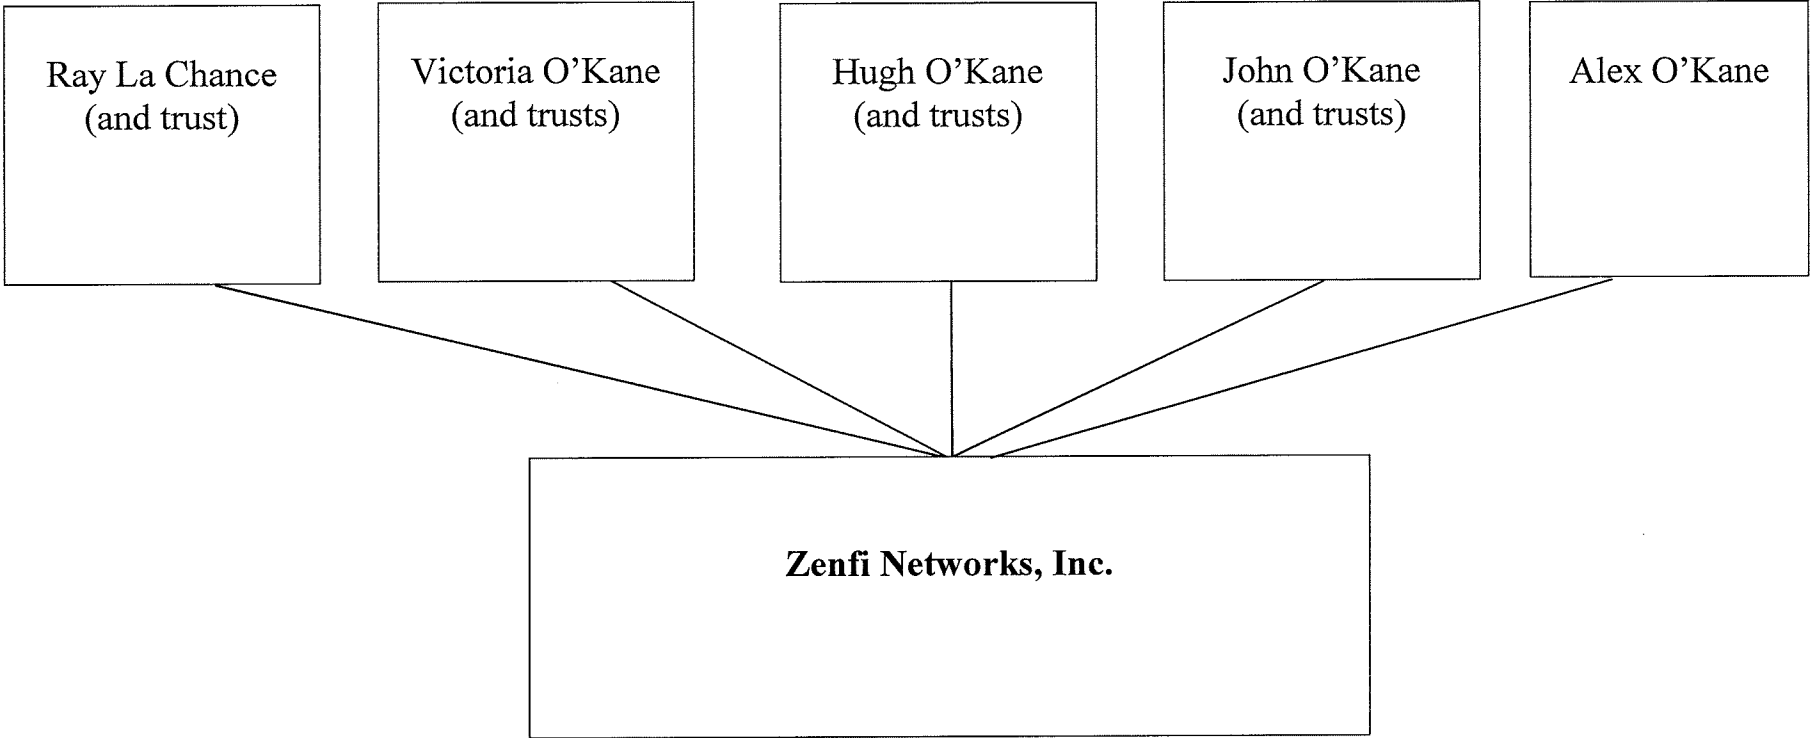 Ray La Chance
(and trust)
Victoria O’Kane
(and trusts)
Hugh O’Kane
(and trusts)
John O’Kane
(and trusts)
Alex O’Kane
Zenfi Networks, Inc.